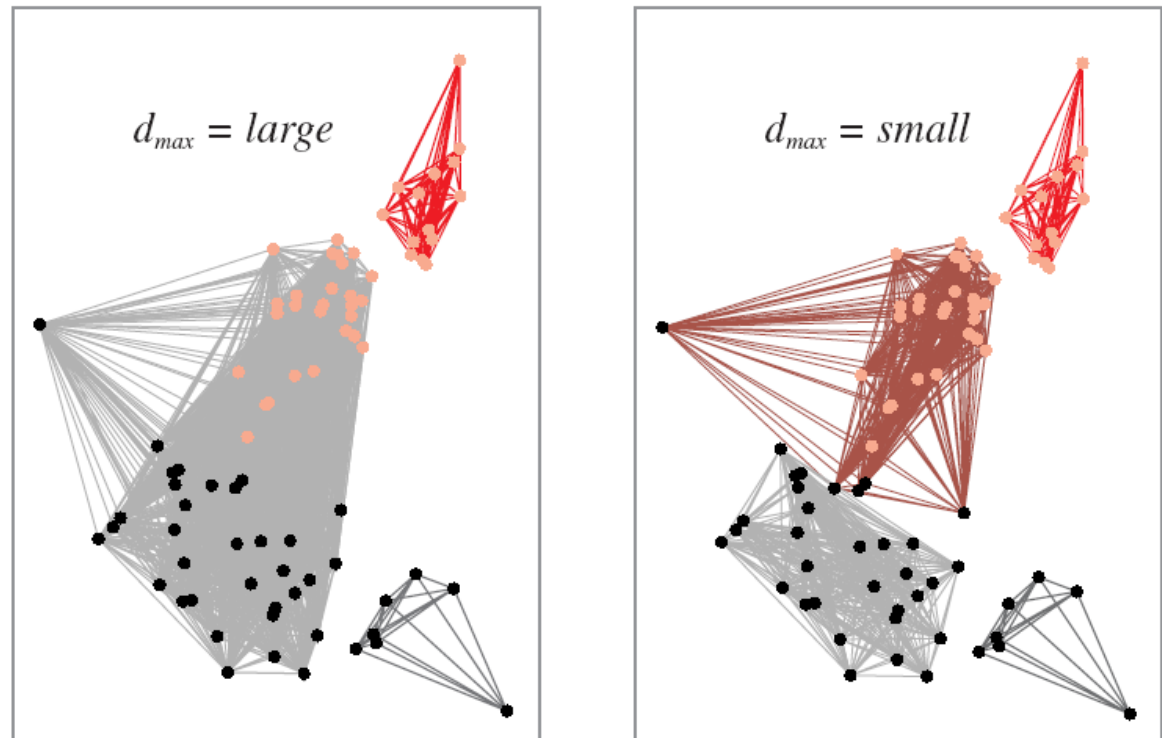 d_max = large
d_max = small